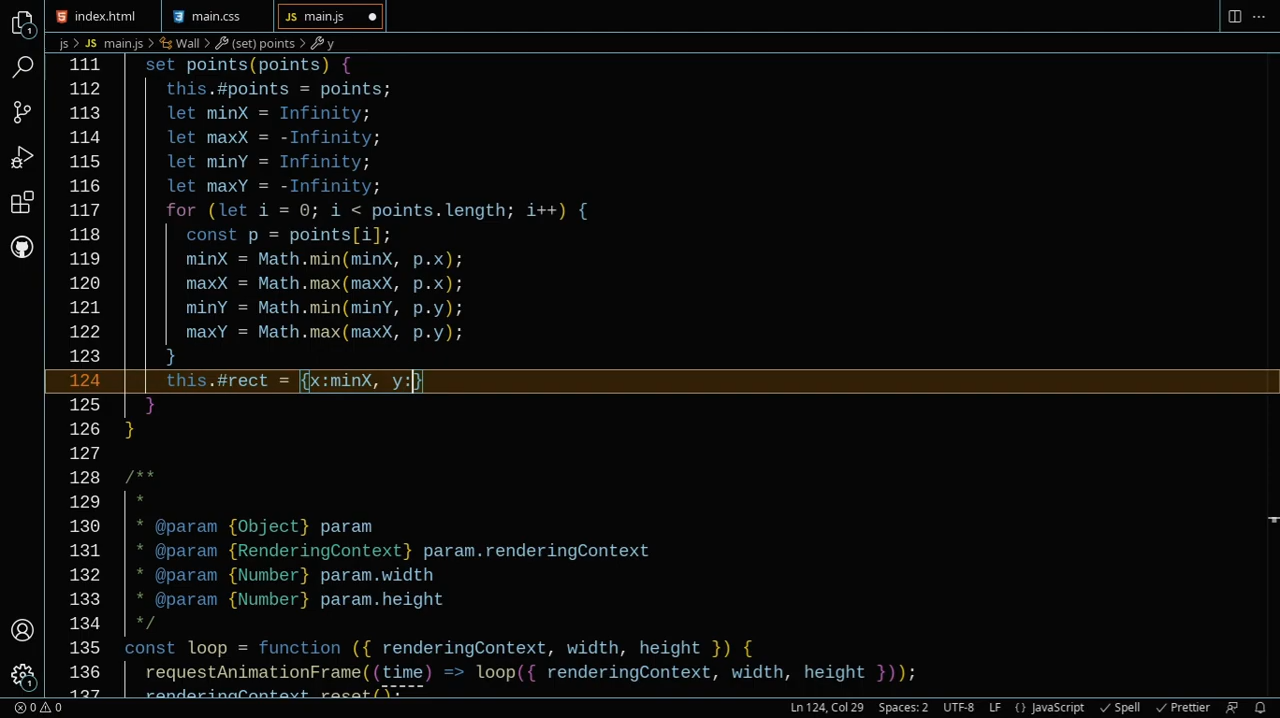 1
index.html
main.css
JS main.js
js > JS main.js > Wall > (set) points > y
111 set points(points) {
112 this.#points = points;
113 let minX = Infinity;
114 let maxX = -Infinity;
115 let minY = Infinity;
116 let maxY = -Infinity;
117 for (let i = 0; i < points.length; i++) {
118 const p = points[i];
119 minX = Math.min(minX, p.x);
120 maxX = Math.max(maxX, p.x);
121 minY = Math.min(minY, p.y);
122 maxY = Math.max(maxX, p.y);
123 }
124 this.#rect = {x:minX, y:}
125 }
126 }
127
128 /**
129 *
130 * @param {Object} param
131 * @param {RenderingContext} param.renderingContext
132 * @param {Number} param.width
133 * @param {Number} param.height
134 */
135 const loop = function ({ renderingContext, width, height }) {
136 requestAnimationFrame((time) => loop({ renderingContext, width, height }));
137 renderingContext.reset();
1
0 0 Ln 124, Col 29 Spaces: 2 UTF-8 LF {} JavaScript Spell Prettier